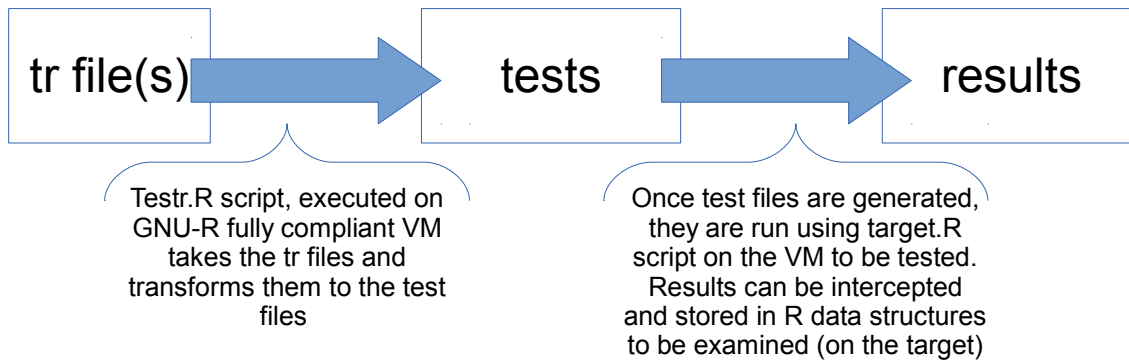 tr file(s)
tests
results
Testr.R script, executed on
GNU-R fully compliant VM
takes the tr files and
transforms them to the test
files
Once test files are generated,
they are run using target.R
script on the VM to be tested.
Results can be intercepted
and stored in R data structures
to be examined (on the target)